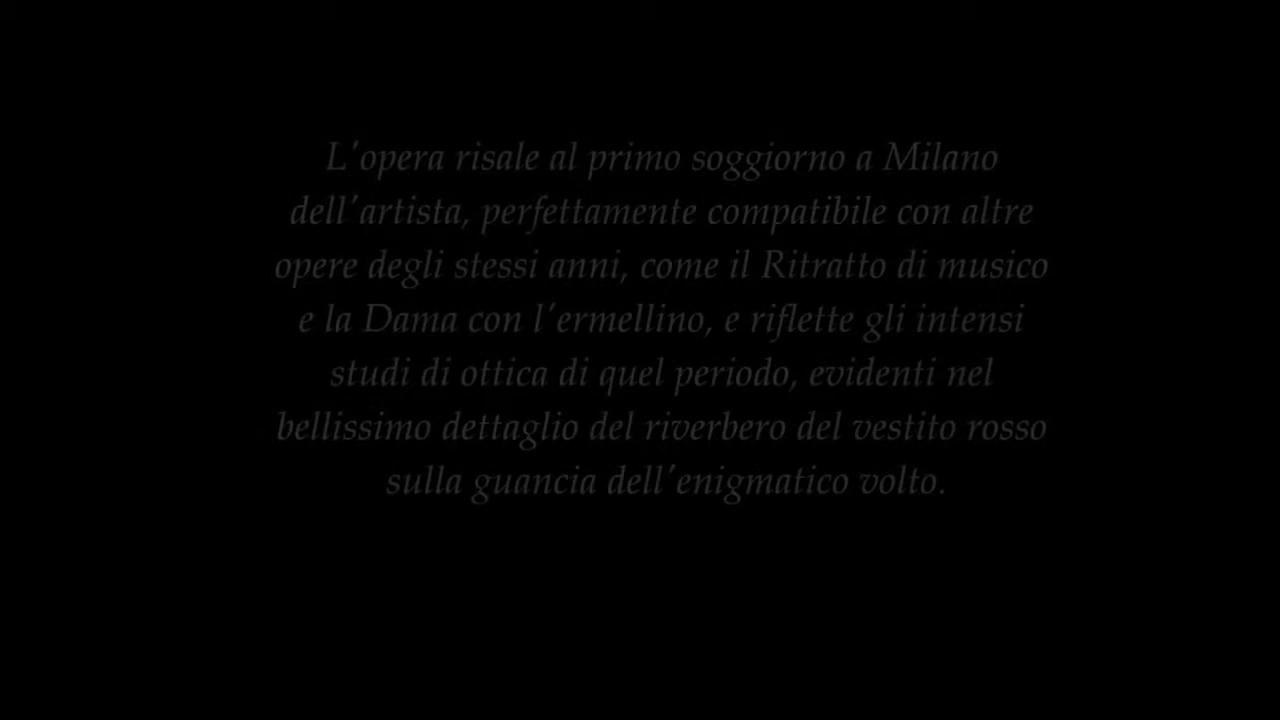 L'opera risale al primo soggiorno a Milano
dell'artista, perfettamente compatibile con altre
opere degli stessi anni, come il Ritratto di musico
e la Dama con l'ermellino, e riflette gli intensi
studi di ottica di quel periodo, evidenti nel
bellissimo dettaglio del riverbero del vestito rosso
sulla guancia dell'enigmatico volto.